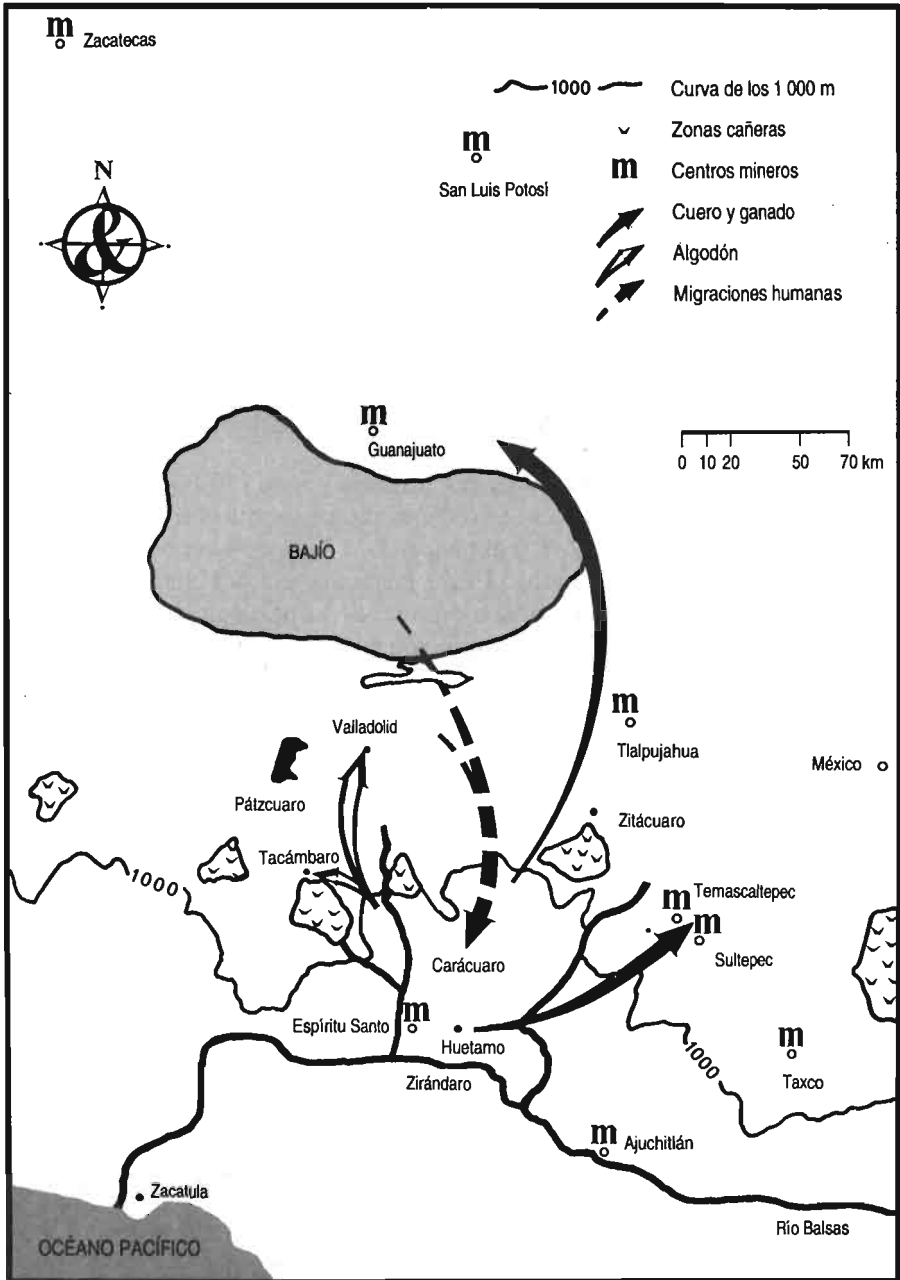 m
Zacatecas
1000
Curva de los 1 000 m
Zonas cañeras
m
Centros mineros
Cuero y ganado
Algodón
Migraciones humanas
m
San Luis Potosí
N
&
m
Guanajuato
0 10 20 50 70 km
BAJÍO
m
Tlalpujahua
Valladolid
México
Pátzcuaro
Zitácuaro
Tacámbaro
1000
m
Temascaltepec
m
Sultepec
Carácuaro
Espíritu Santo
m
Huetamo
1000
m
Taxco
Zirándaro
m
Ajuchitlán
Zacatula
Río Balsas
OCÉANO PACÍFICO